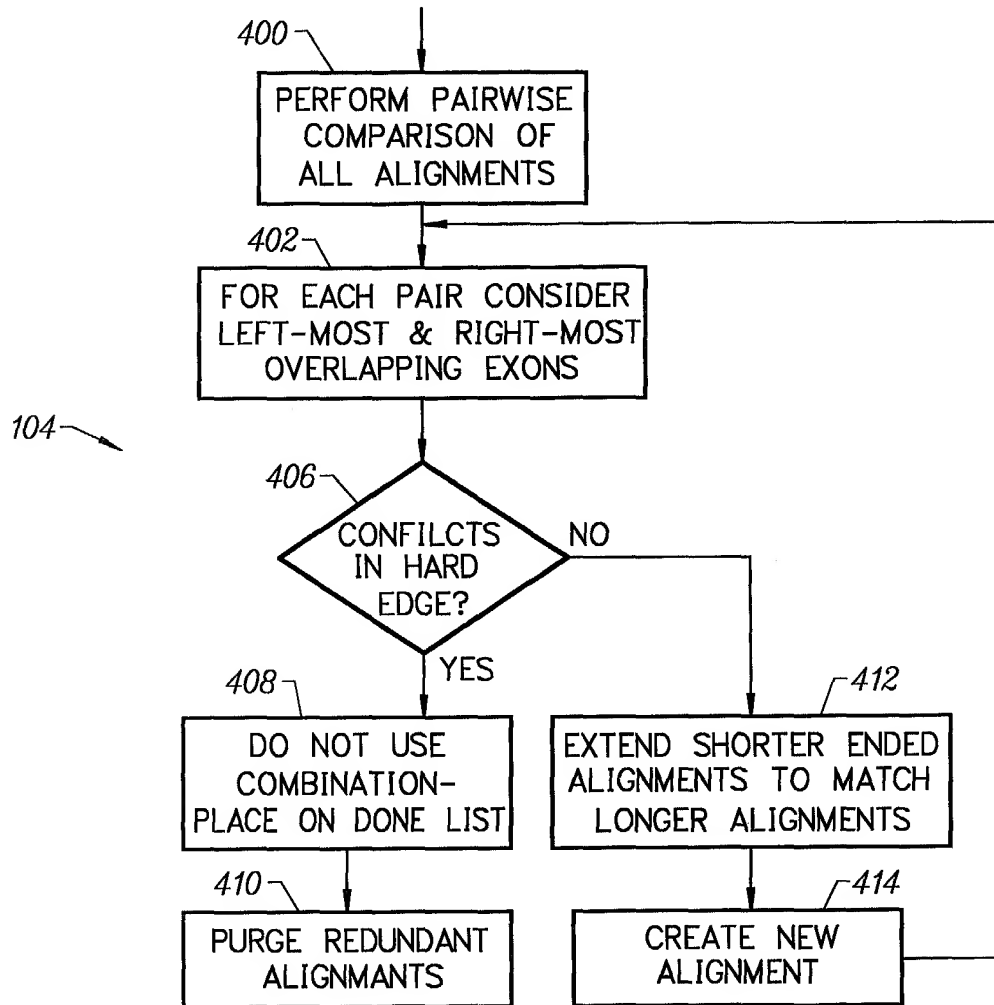 400
PERFORM PAIRWISE
COMPARISON OF
ALL ALIGNMENTS
402
FOR EACH PAIR CONSIDER
LEFT-MOST & RIGHT-MOST
OVERLAPPING EXONS
104
406
CONFILCTS
IN HARD
EDGE?
NO
YES
408
DO NOT USE
COMBINATION-
PLACE ON DONE LIST
412
EXTEND SHORTER ENDED
ALIGNMENTS TO MATCH
LONGER ALIGNMENTS
410
PURGE REDUNDANT
ALIGNMANTS
414
CREATE NEW
ALIGNMENT